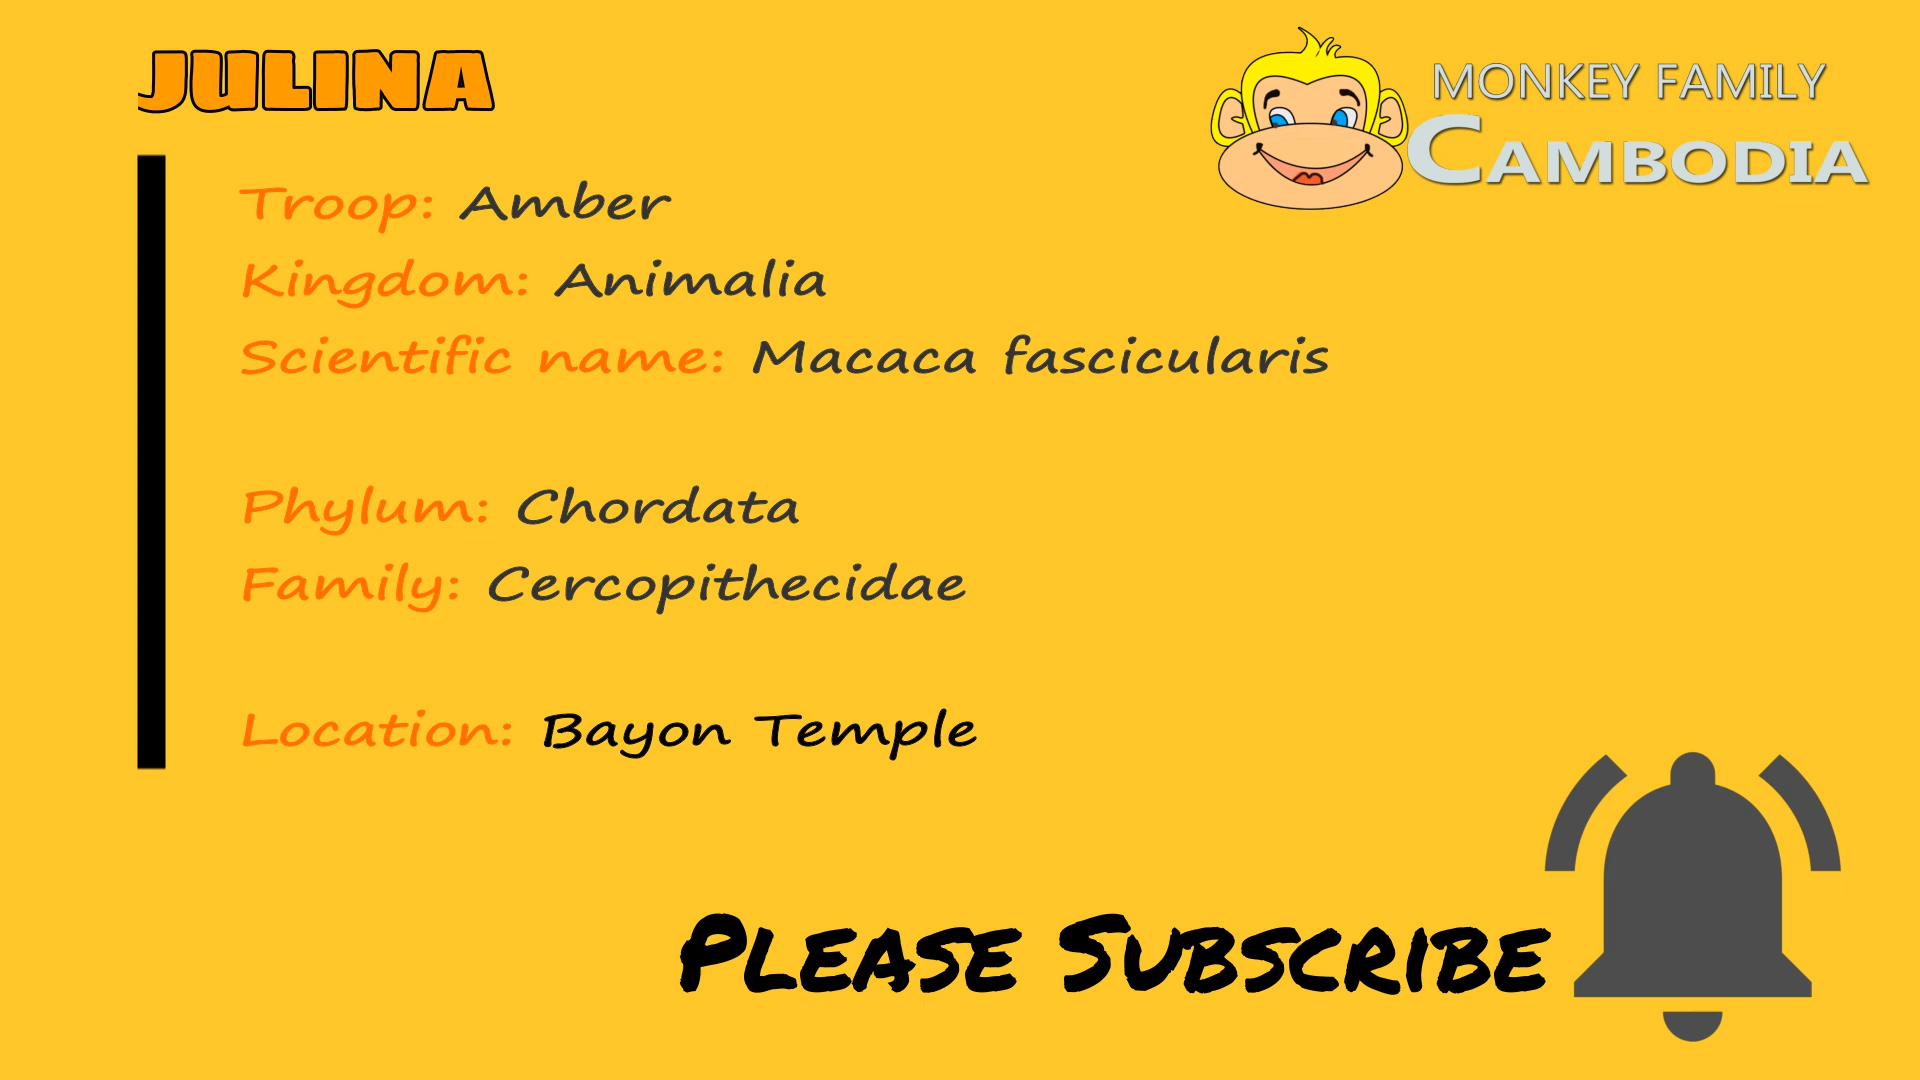 JULINA
MONKEY FAMILY
CAMBODIA
Troop: Amber
Kingdom: Animalia
Scientific name: Macaca fascicularis
Phylum: Chordata
Family: Cercopithecidae
Location: Bayon Temple
PLEASE SUBSCRIBE